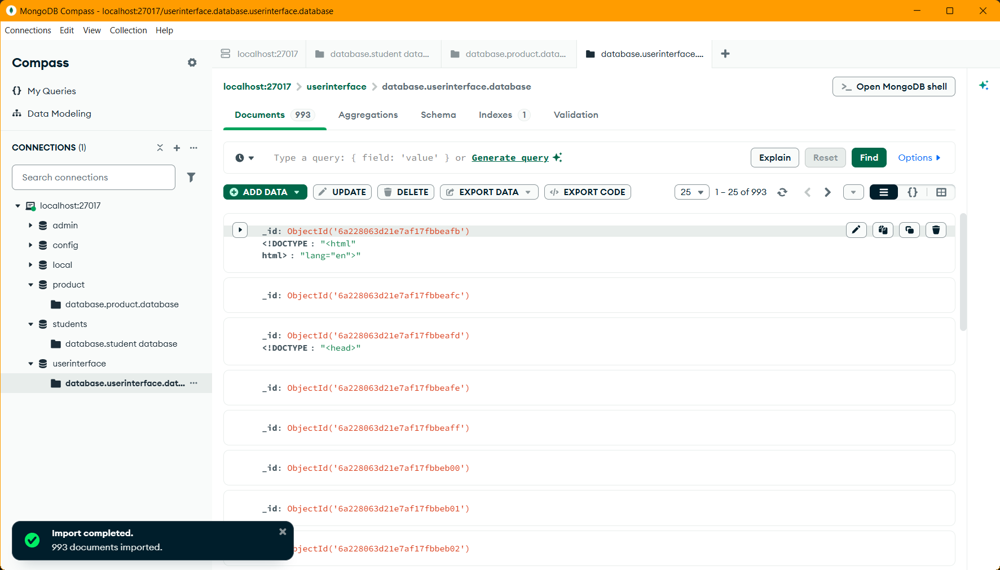 MongoDB Compass - localhost:27017/userinterface.database.userinterface.database
Connections Edit View Collection Help
Compass
My Queries
Data Modeling
CONNECTIONS (1)
Search connections
localhost:27017
admin
config
local
product
database.product.database
students
database.student database
userinterface
database.userinterface.dat...
localhost:27017
database.student data...
database.product.data...
database.userinterface....
localhost:27017 > userinterface > database.userinterface.database
>_ Open MongoDB shell
Documents 993 Aggregations Schema Indexes 1 Validation
Type a query: { field: 'value' } or Generate query
Explain Reset Find Options
ADD DATA UPDATE DELETE EXPORT DATA </> EXPORT CODE
25 1 – 25 of 993 {}
_id: ObjectId('6a228063d21e7af17fbbeafb')
<!DOCTYPE : "<html"
html> : "lang="en">"
_id: ObjectId('6a228063d21e7af17fbbeafc')
_id: ObjectId('6a228063d21e7af17fbbeafd')
<!DOCTYPE : "<head>"
_id: ObjectId('6a228063d21e7af17fbbeafe')
_id: ObjectId('6a228063d21e7af17fbbeaff')
_id: ObjectId('6a228063d21e7af17fbbeb00')
_id: ObjectId('6a228063d21e7af17fbbeb01')
bjectId('6a228063d21e7af17fbbeb02')
Import completed.
993 documents imported.